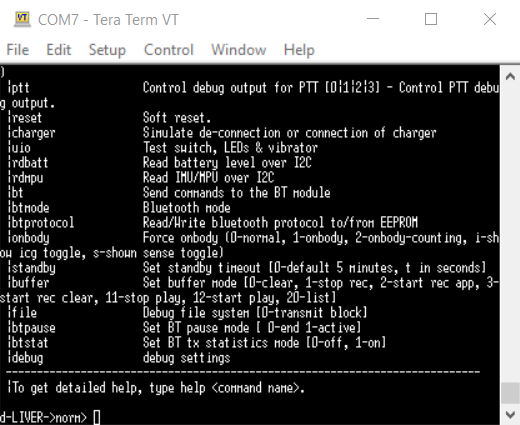 COM7 - Tera Term VT
File Edit Setup Control Window Help
)
¦ptt Control debug output for PTT [0¦1¦2¦3] - Control PTT debu
g output.
¦reset Soft reset.
¦charger Simulate de-connection or connection of charger
¦uio Test switch, LEDs & vibrator
¦rdbatt Read battery level over I2C
¦rdmpu Read IMU/MPU over I2C
¦bt Send commands to the BT module
¦btmode Bluetooth mode
¦btprotocol Read/Write bluetooth protocol to/from EEPROM
¦onbody Force onbody [0-normal, 1-onbody, 2-onbody-counting, i-sh
ow icg toggle, s-shown sense toggle)
¦standby Set standby timeout [0-default 5 minutes, t in seconds]
¦buffer Set buffer mode [0-clear, 1-stop rec, 2-start rec app, 3-
start rec clear, 11-stop play, 12-start play, 20-list]
¦file Debug file system [0-transmit block]
¦btpause Set BT pause mode [ 0-end 1-active]
¦btstat Set BT tx statistics mode [0-off, 1-on]
¦debug debug settings
------------------------------------------------------------------------------
¦To get detailed help, type help <command name>.
d-LIVER->norm>